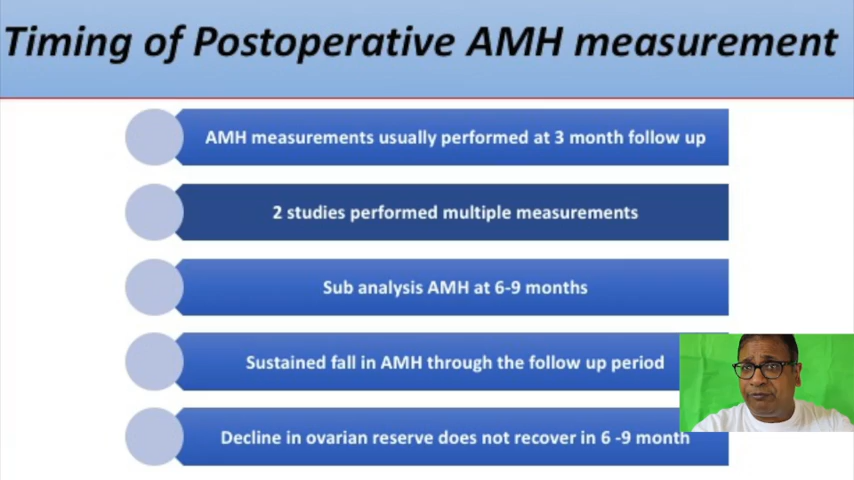 Timing of Postoperative AMH measurement
AMH measurements usually performed at 3 month follow up
2 studies performed multiple measurements
Sub analysis AMH at 6-9 months
Sustained fall in AMH through the follow up period
Decline in ovarian reserve does not recover in 6 -9 month